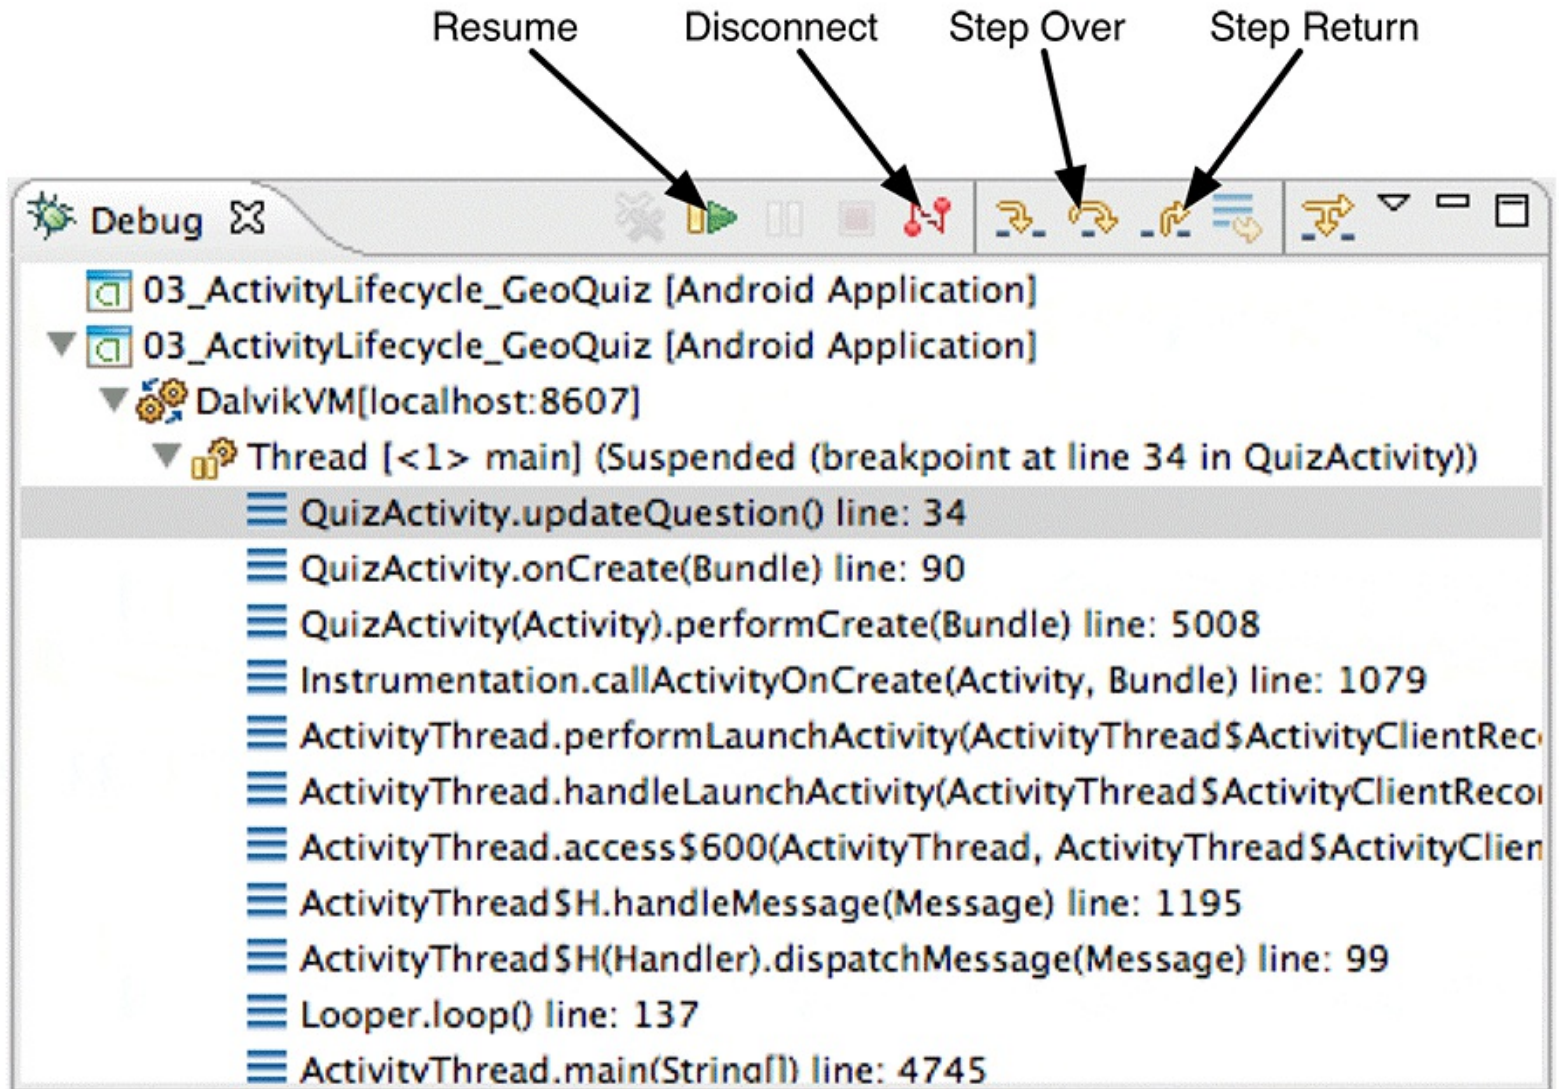 Resume Disconnect Step Over Step Return
Debug
03_ActivityLifecycle_GeoQuiz [Android Application]
03_ActivityLifecycle_GeoQuiz [Android Application]
DalvikVM[localhost:8607]
Thread [<1> main] (Suspended (breakpoint at line 34 in QuizActivity))
QuizActivity.updateQuestion() line: 34
QuizActivity.onCreate(Bundle) line: 90
QuizActivity(Activity).performCreate(Bundle) line: 5008
Instrumentation.callActivityOnCreate(Activity, Bundle) line: 1079
ActivityThread.performLaunchActivity(ActivityThread$ActivityClientRec
ActivityThread.handleLaunchActivity(ActivityThread$ActivityClientReco
ActivityThread.access$600(ActivityThread, ActivityThread$ActivityClien
ActivityThread$H.handleMessage(Message) line: 1195
ActivityThread$H(Handler).dispatchMessage(Message) line: 99
Looper.loop() line: 137
ActivityThread.main(String[]) line: 4745